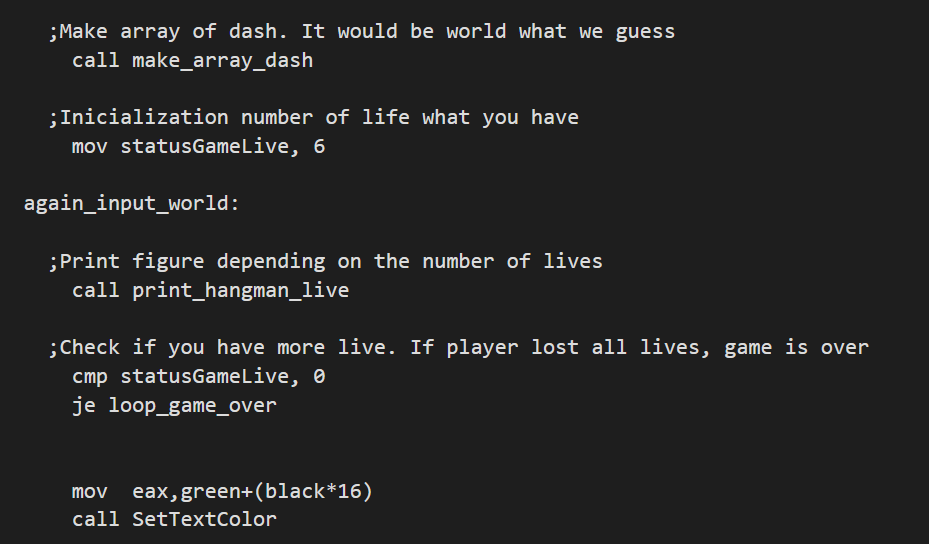 ;Make array of dash. It would be world what we guess
call make_array_dash
;Inicialization number of life what you have
mov statusGameLive, 6
again_input_world:
;Print figure depending on the number of lives
call print_hangman_live
;Check if you have more live. If player lost all lives, game is over
cmp statusGameLive, 0
je loop_game_over
mov  eax,green+(black*16)
call SetTextColor